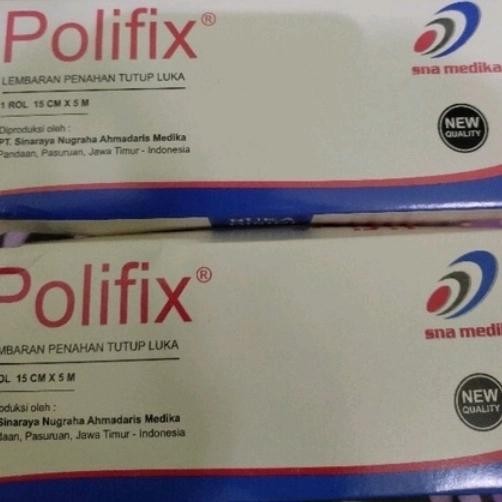 Polifix®
sna medika
LEMBARAN PENAHAN TUTUP LUKA
1 ROL 15 CM X 5 M
NEW
QUALITY
Diproduksi oleh :
PT. Sinaraya Nugraha Ahmadaris Medika
Pandaan, Pasuruan, Jawa Timur - Indonesia
Polifix®
sna medik
MBARAN PENAHAN TUTUP LUKA
OL 15 CM X 5 M
NEW
QUALITY
oduksi oleh :
Sinaraya Nugraha Ahmadaris Medika
daan, Pasuruan, Jawa Timur - Indonesia